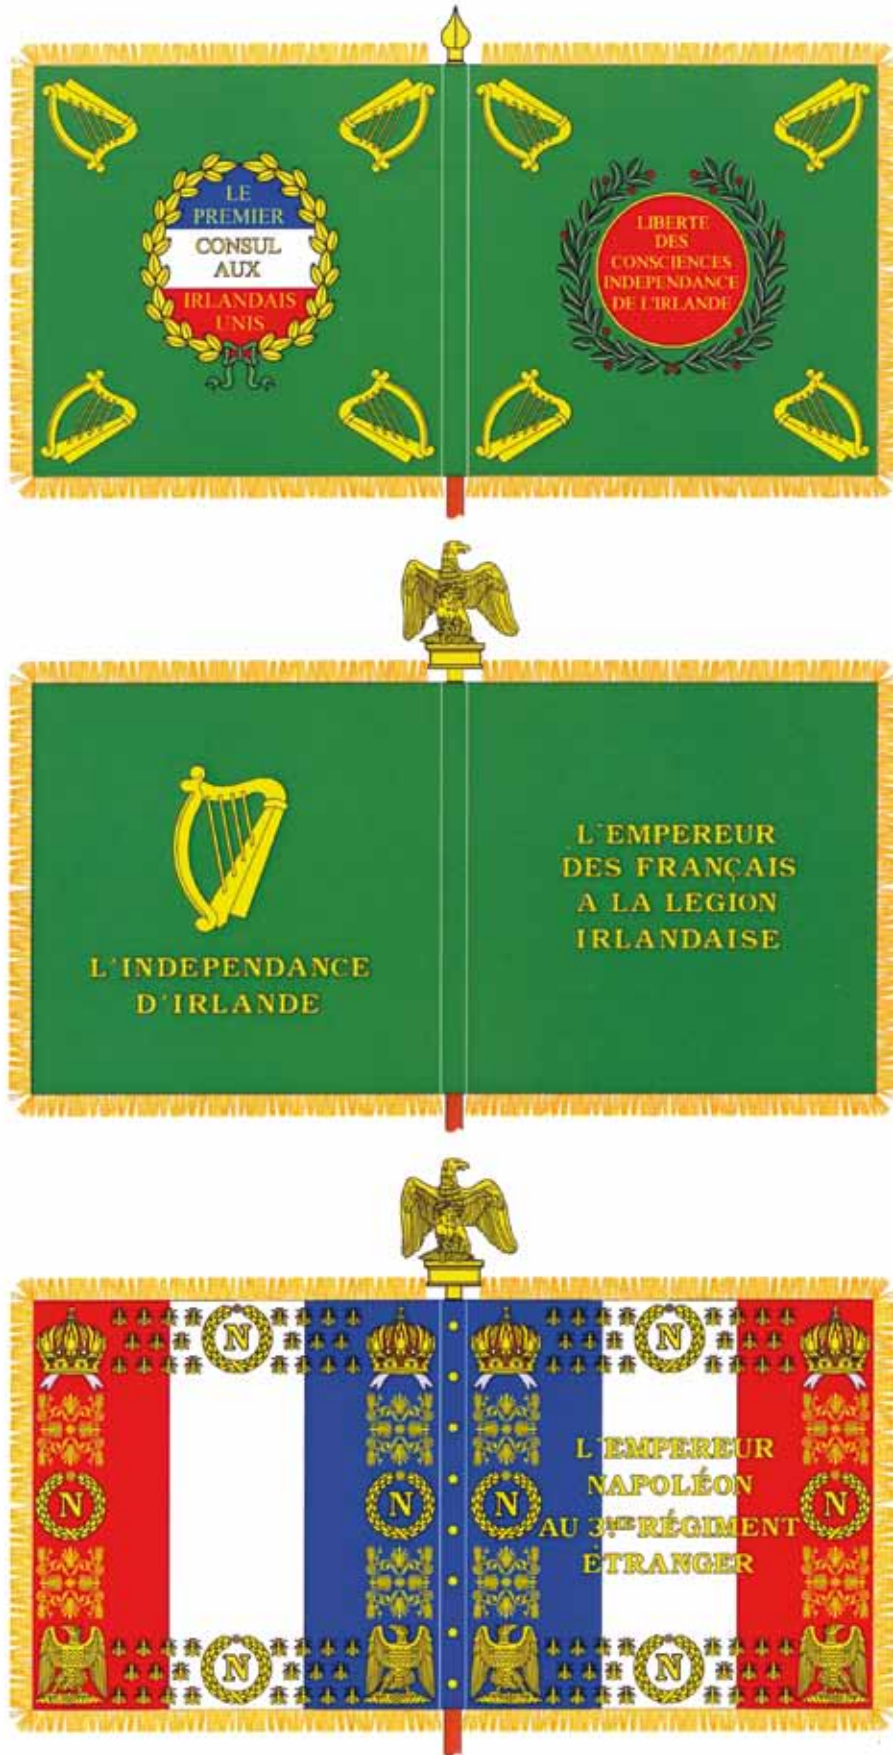 LE
PREMIER
CONSUL
AUX
IRLANDAIS
UNIS
LIBERTE
DES
CONSCIENCES
INDEPENDANCE
DE L'IRLANDE
L'INDEPENDANCE
D'IRLANDE
L'EMPEREUR
DES FRANÇAIS
A LA LEGION
IRLANDAISE
N
N
N
N
N
N
N
N
L'EMPEREUR
NAPOLÉON
AU 3ME RÉGIMENT
ÉTRANGER